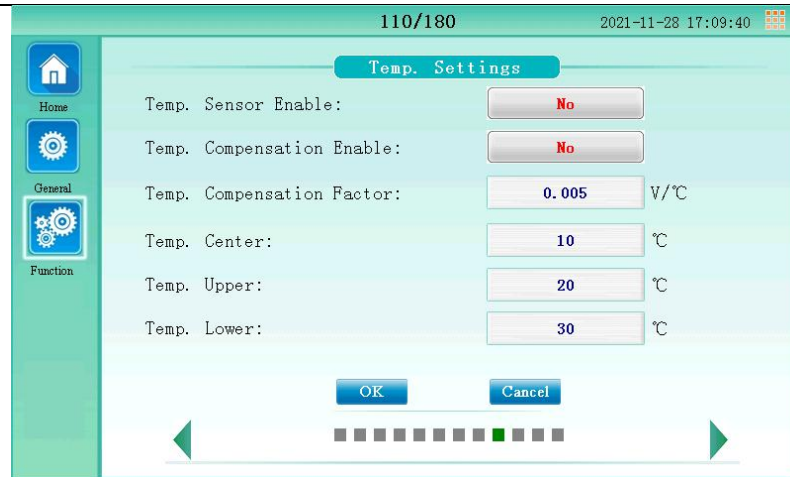 110/180 2021-11-28 17:09:40
Temp. Settings
Home
Temp. Sensor Enable: No
Temp. Compensation Enable: No
General
Temp. Compensation Factor: 0.005 V/℃
Temp. Center: 10 ℃
Function
Temp. Upper: 20 ℃
Temp. Lower: 30 ℃
OK Cancel